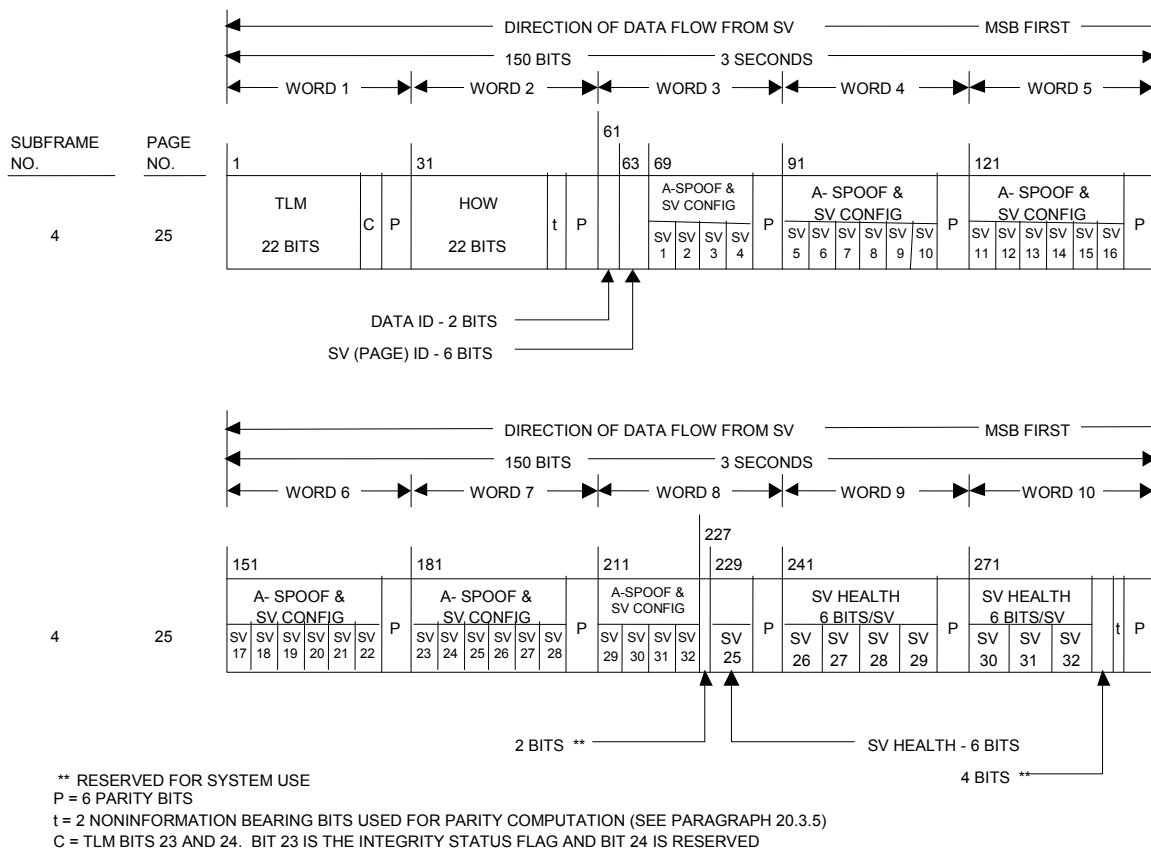 DIRECTION OF DATA FLOW FROM SV MSB FIRST
150 BITS 3 SECONDS
WORD 1 WORD 2 WORD 3 WORD 4 WORD 5
SUBFRAME NO. PAGE NO.
61
1 31 63 69 91 121
4 25
TLM 22 BITS C P HOW 22 BITS t P
A-SPOOF & SV CONFIG
SV 1 SV 2 SV 3 SV 4 P
A- SPOOF & SV CONFIG
SV 5 SV 6 SV 7 SV 8 SV 9 SV 10 P
A- SPOOF & SV CONFIG
SV 11 SV 12 SV 13 SV 14 SV 15 SV 16 P
DATA ID - 2 BITS
SV (PAGE) ID - 6 BITS
DIRECTION OF DATA FLOW FROM SV MSB FIRST
150 BITS 3 SECONDS
WORD 6 WORD 7 WORD 8 WORD 9 WORD 10
227
151 181 211 229 241 271
4 25
A- SPOOF & SV CONFIG
SV 17 SV 18 SV 19 SV 20 SV 21 SV 22 P
A- SPOOF & SV CONFIG
SV 23 SV 24 SV 25 SV 26 SV 27 SV 28 P
A-SPOOF & SV CONFIG
SV 29 SV 30 SV 31 SV 32 SV 25 P
SV HEALTH 6 BITS/SV
SV 26 SV 27 SV 28 SV 29 P
SV HEALTH 6 BITS/SV
SV 30 SV 31 SV 32 t P
2 BITS ** SV HEALTH - 6 BITS
4 BITS **
** RESERVED FOR SYSTEM USE
P = 6 PARITY BITS
t = 2 NONINFORMATION BEARING BITS USED FOR PARITY COMPUTATION (SEE PARAGRAPH 20.3.5)
C = TLM BITS 23 AND 24. BIT 23 IS THE INTEGRITY STATUS FLAG AND BIT 24 IS RESERVED